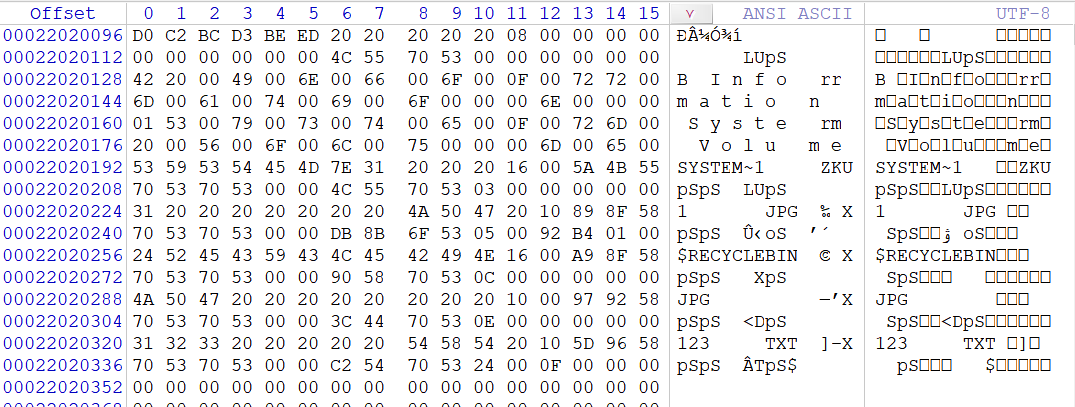 Offset 0 1 2 3 4 5 6 7 8 9 10 11 12 13 14 15 ANSI ASCII UTF-8
00022020096 D0 C2 BC D3 BE ED 20 20 20 20 20 08 00 00 00 00 ÐÂ¼Ó¾í □ □ □□□□□
00022020112 00 00 00 00 00 00 4C 55 70 53 00 00 00 00 00 00 LUpS □□□□□□LUpS□□□□□□
00022020128 42 20 00 49 00 6E 00 66 00 6F 00 0F 00 72 72 00 B I n f o rr B □I□n□f□o□□□rr□
00022020144 6D 00 61 00 74 00 69 00 6F 00 00 00 6E 00 00 00 m a t i o n m□a□t□i□o□□□n□□□
00022020160 01 53 00 79 00 73 00 74 00 65 00 0F 00 72 6D 00 S y s t e rm □S□y□s□t□e□□□rm□
00022020176 20 00 56 00 6F 00 6C 00 75 00 00 00 6D 00 65 00 V o l u m e □V□o□l□u□□□m□e□
00022020192 53 59 53 54 45 4D 7E 31 20 20 20 16 00 5A 4B 55 SYSTEM~1 ZKU SYSTEM~1 □□ZKU
00022020208 70 53 70 53 00 00 4C 55 70 53 03 00 00 00 00 00 pSpS LUpS pSpS□□LUpS□□□□□□
00022020224 31 20 20 20 20 20 20 20 4A 50 47 20 10 89 8F 58 1 JPG ‰ X 1 JPG □□
00022020240 70 53 70 53 00 00 DB 8B 6F 53 05 00 92 B4 01 00 pSpS Û‹oS ’´ SpS□□ۋ oS□□□
00022020256 24 52 45 43 59 43 4C 45 42 49 4E 16 00 A9 8F 58 $RECYCLEBIN © X $RECYCLEBIN□□□
00022020272 70 53 70 53 00 00 90 58 70 53 0C 00 00 00 00 00 pSpS XpS SpS□□□ □□□□□□□
00022020288 4A 50 47 20 20 20 20 20 20 20 20 10 00 97 92 58 JPG —’X JPG □□□
00022020304 70 53 70 53 00 00 3C 44 70 53 0E 00 00 00 00 00 pSpS <DpS SpS□□<DpS□□□□□□
00022020320 31 32 33 20 20 20 20 20 54 58 54 20 10 5D 96 58 123 TXT ]–X 123 TXT □]□
00022020336 70 53 70 53 00 00 C2 54 70 53 24 00 0F 00 00 00 pSpS ÂTpS$ pS□□□ $□□□□□
00022020352 00 00 00 00 00 00 00 00 00 00 00 00 00 00 00 00 □□□□□□□□□□□□□□□□